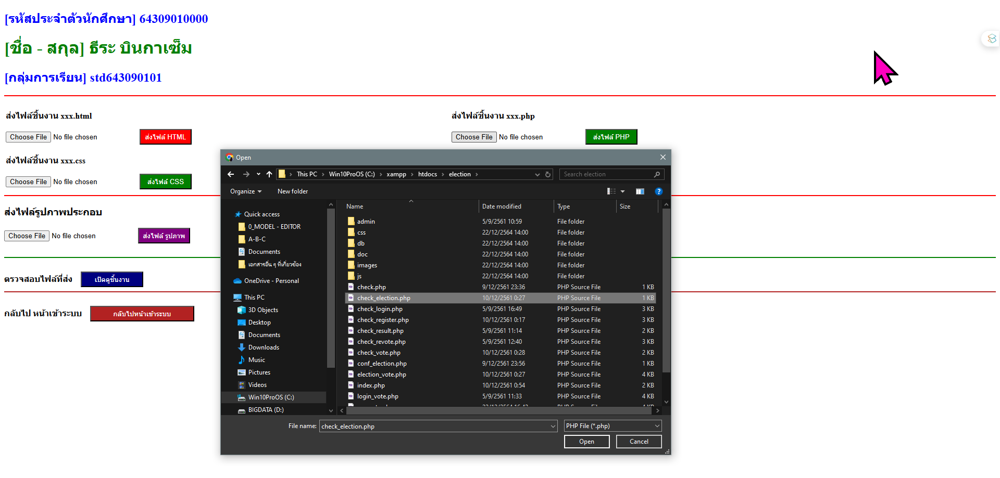 [รหัสประจำตัวนักศึกษา] 64309010000
[ชื่อ - สกุล] ธีระ บินกาเซ็ม
[กลุ่มการเรียน] std643090101
ส่งไฟล์ชิ้นงาน xxx.html
ส่งไฟล์ชิ้นงาน xxx.php
Choose File No file chosen ส่งไฟล์ HTML
Choose File No file chosen ส่งไฟล์ PHP
ส่งไฟล์ชิ้นงาน xxx.css
Choose File No file chosen ส่งไฟล์ CSS
ส่งไฟล์รูปภาพประกอบ
Choose File No file chosen ส่งไฟล์ รูปภาพ
ตรวจสอบไฟล์ที่ส่ง เปิดดูชิ้นงาน
กลับไป หน้าเข้าระบบ กลับไปหน้าเข้าระบบ
Open
This PC Win10ProOS (C:) xampp htdocs election
Search election
Organize New folder
Quick access
0_MODEL - EDITOR
A-B-C
Documents
เอกสารอื่น ๆ ที่เกี่ยวข้อง
OneDrive - Personal
This PC
3D Objects
Desktop
Documents
Downloads
Music
Pictures
Videos
Win10ProOS (C:)
BIGDATA (D:)
Name Date modified Type Size
admin 5/9/2561 10:59 File folder
css 22/12/2564 14:00 File folder
db 22/12/2564 14:00 File folder
doc 22/12/2564 14:00 File folder
images 22/12/2564 14:00 File folder
js 22/12/2564 14:00 File folder
check.php 9/12/2561 23:36 PHP Source File 1 KB
check_election.php 10/12/2561 0:27 PHP Source File 1 KB
check_login.php 5/9/2561 16:49 PHP Source File 3 KB
check_register.php 10/12/2561 0:17 PHP Source File 3 KB
check_result.php 5/9/2561 11:14 PHP Source File 2 KB
check_revote.php 5/9/2561 12:40 PHP Source File 3 KB
check_vote.php 10/12/2561 0:28 PHP Source File 2 KB
conf_election.php 9/12/2561 23:56 PHP Source File 1 KB
election_vote.php 10/12/2561 0:27 PHP Source File 4 KB
index.php 10/12/2561 0:54 PHP Source File 2 KB
login_vote.php 5/9/2561 11:33 PHP Source File 4 KB
File name: check_election.php PHP File (*.php)
Open Cancel